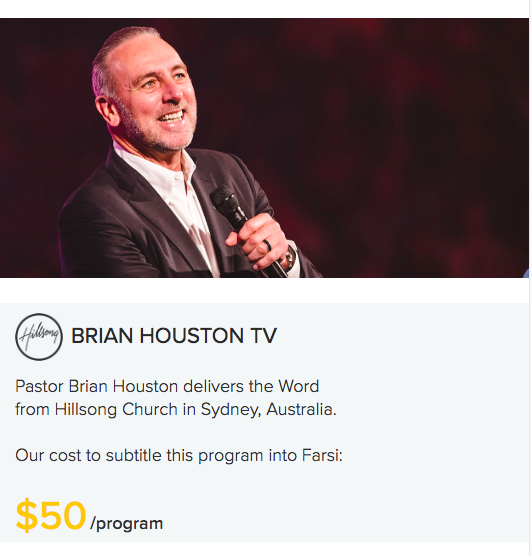 Hillsong
BRIAN HOUSTON TV
Pastor Brian Houston delivers the Word
from Hillsong Church in Sydney, Australia.
Our cost to subtitle this program into Farsi:
$50 /program